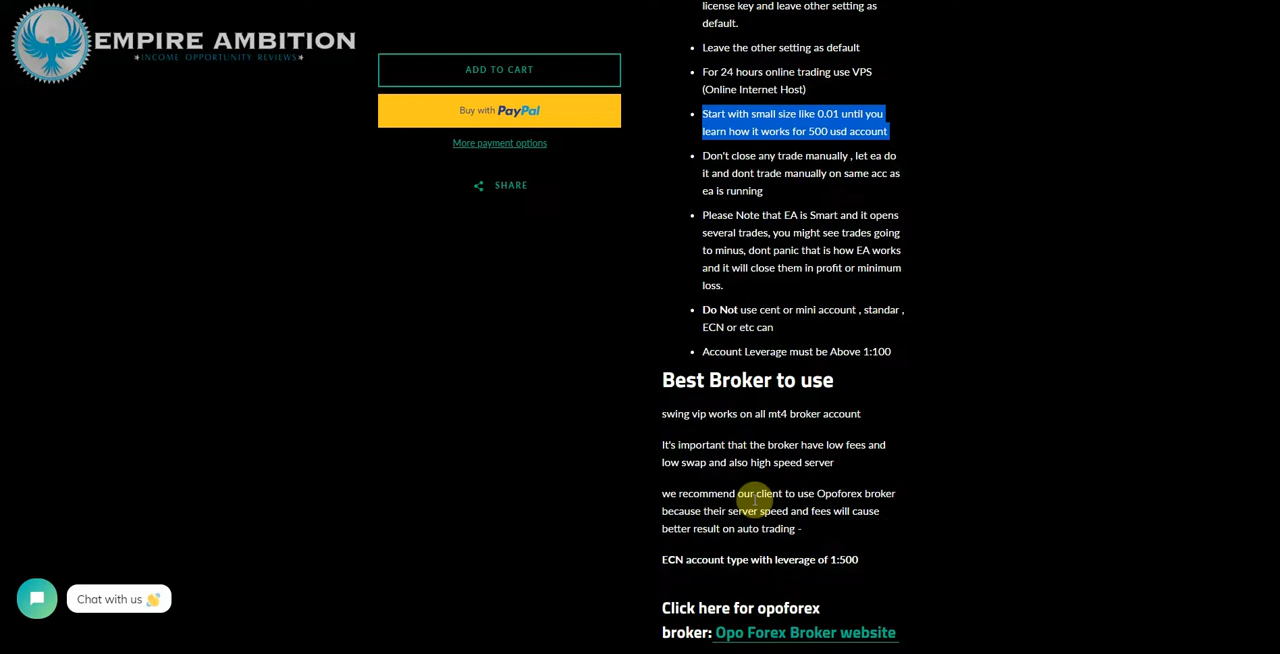 EMPIRE AMBITION
★INCOME OPPORTUNITY REVIEWS★
ADD TO CART
Buy with PayPal
More payment options
SHARE
license key and leave other setting as
default.
• Leave the other setting as default
• For 24 hours online trading use VPS
(Online Internet Host)
• Start with small size like 0.01 until you
learn how it works for 500 usd account
• Don't close any trade manually , let ea do
it and dont trade manually on same acc as
ea is running
• Please Note that EA is Smart and it opens
several trades, you might see trades going
to minus, dont panic that is how EA works
and it will close them in profit or minimum
loss.
• Do Not use cent or mini account , standar ,
ECN or etc can
• Account Leverage must be Above 1:100
Best Broker to use
swing vip works on all mt4 broker account
It's important that the broker have low fees and
low swap and also high speed server
we recommend our client to use Opoforex broker
because their server speed and fees will cause
better result on auto trading -
ECN account type with leverage of 1:500
Click here for opoforex
broker: Opo Forex Broker website
Chat with us 👋